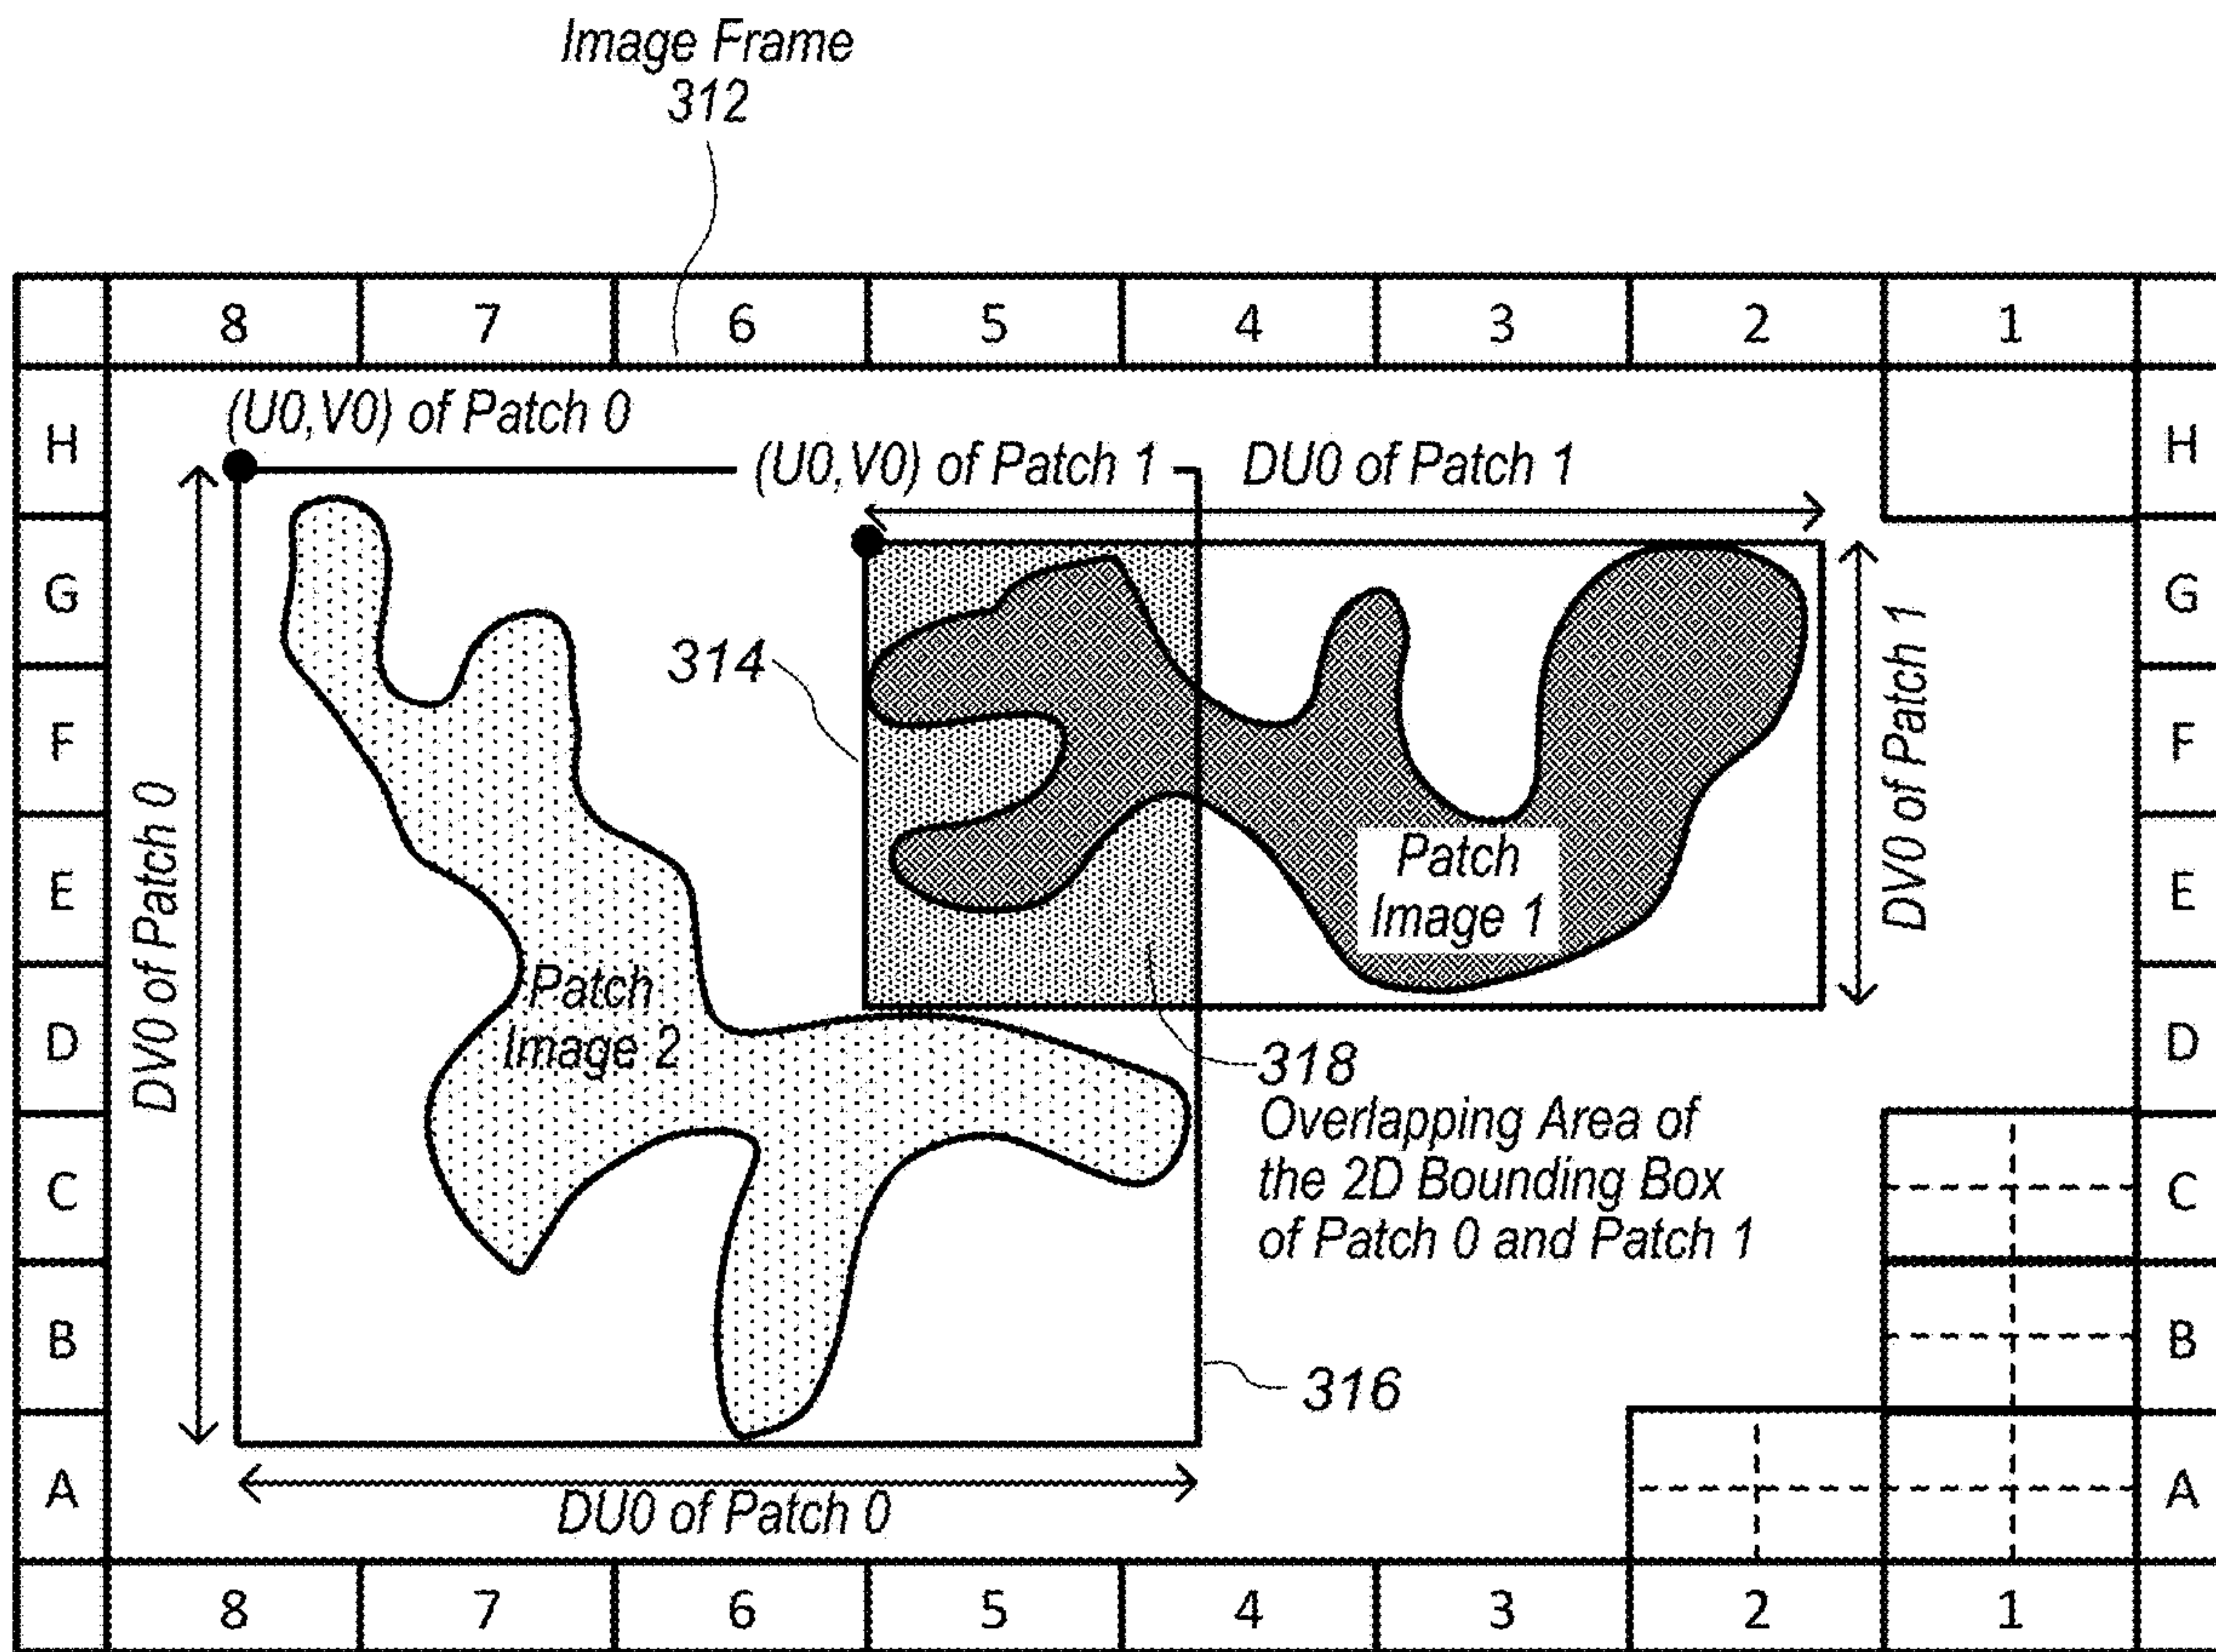 Image Frame
312
8 7 6 5 4 3 2 1
(U0,V0) of Patch 0
H H
(U0,V0) of Patch 1 DU0 of Patch 1
G G
314
DV0 of Patch 1
F F
DV0 of Patch 0
E E
Patch
Image 1
Patch
Image 2
D D
318
Overlapping Area of
the 2D Bounding Box
of Patch 0 and Patch 1
C C
B B
316
A A
DU0 of Patch 0
8 7 6 5 4 3 2 1